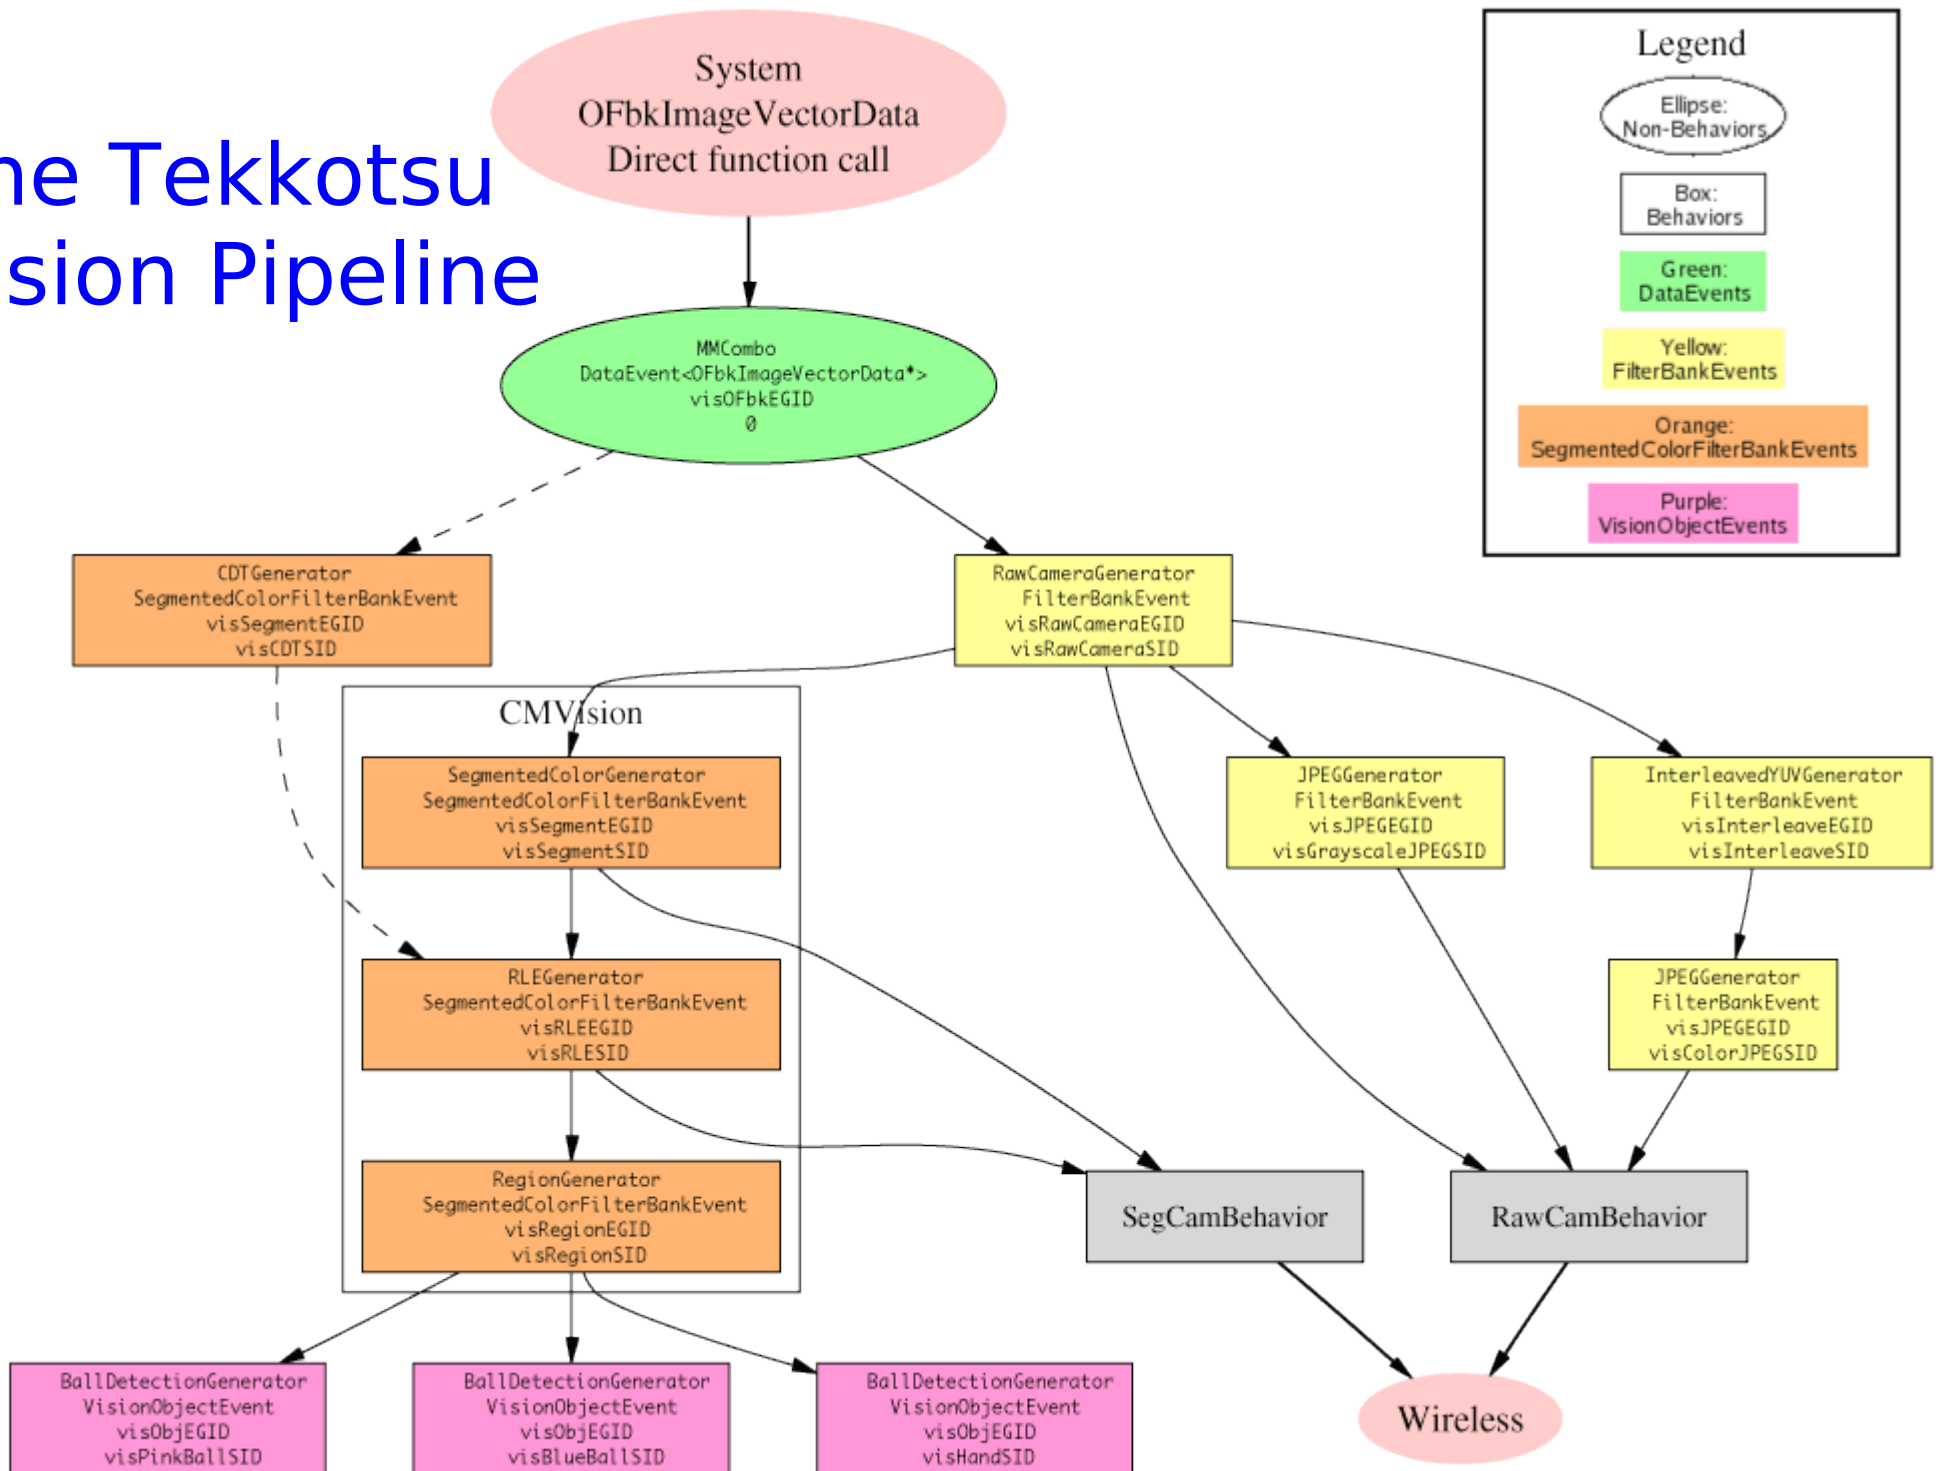 System
OFbkImageVectorData
Direct function call
Tekkotsu
Pipeline
Legend
Ellipse:
Non-Behaviors
Box:
Behaviors
Green:
DataEvents
Yellow:
FilterBankEvents
Orange:
SegmentedColorFilterBankEvents
Purple:
VisionObjectEvents
MMCombo
DataEvent<OFbkImageVectorData*>
visOFbkEGID
0
CDTGenerator
SegmentedColorFilterBankEvent
visSegmentEGID
visCDTSID
RawCameraGenerator
FilterBankEvent
visRawCameraEGID
visRawCameraSID
CMVision
SegmentedColorGenerator
SegmentedColorFilterBankEvent
visSegmentEGID
visSegmentSID
JPEGGenerator
FilterBankEvent
visJPEGEGID
visGrayscaleJPEGSID
InterleavedYUVGenerator
FilterBankEvent
visInterleaveEGID
visInterleaveSID
RLEGenerator
SegmentedColorFilterBankEvent
visRLEEGID
visRLESID
JPEGGenerator
FilterBankEvent
visJPEGEGID
visColorJPEGSID
RegionGenerator
SegmentedColorFilterBankEvent
visRegionEGID
visRegionSID
SegCamBehavior
RawCamBehavior
BallDetectionGenerator
VisionObjectEvent
visObjEGID
visPinkBallSID
BallDetectionGenerator
VisionObjectEvent
visObjEGID
visBlueBallSID
BallDetectionGenerator
VisionObjectEvent
visObjEGID
visHandSID
Wireless